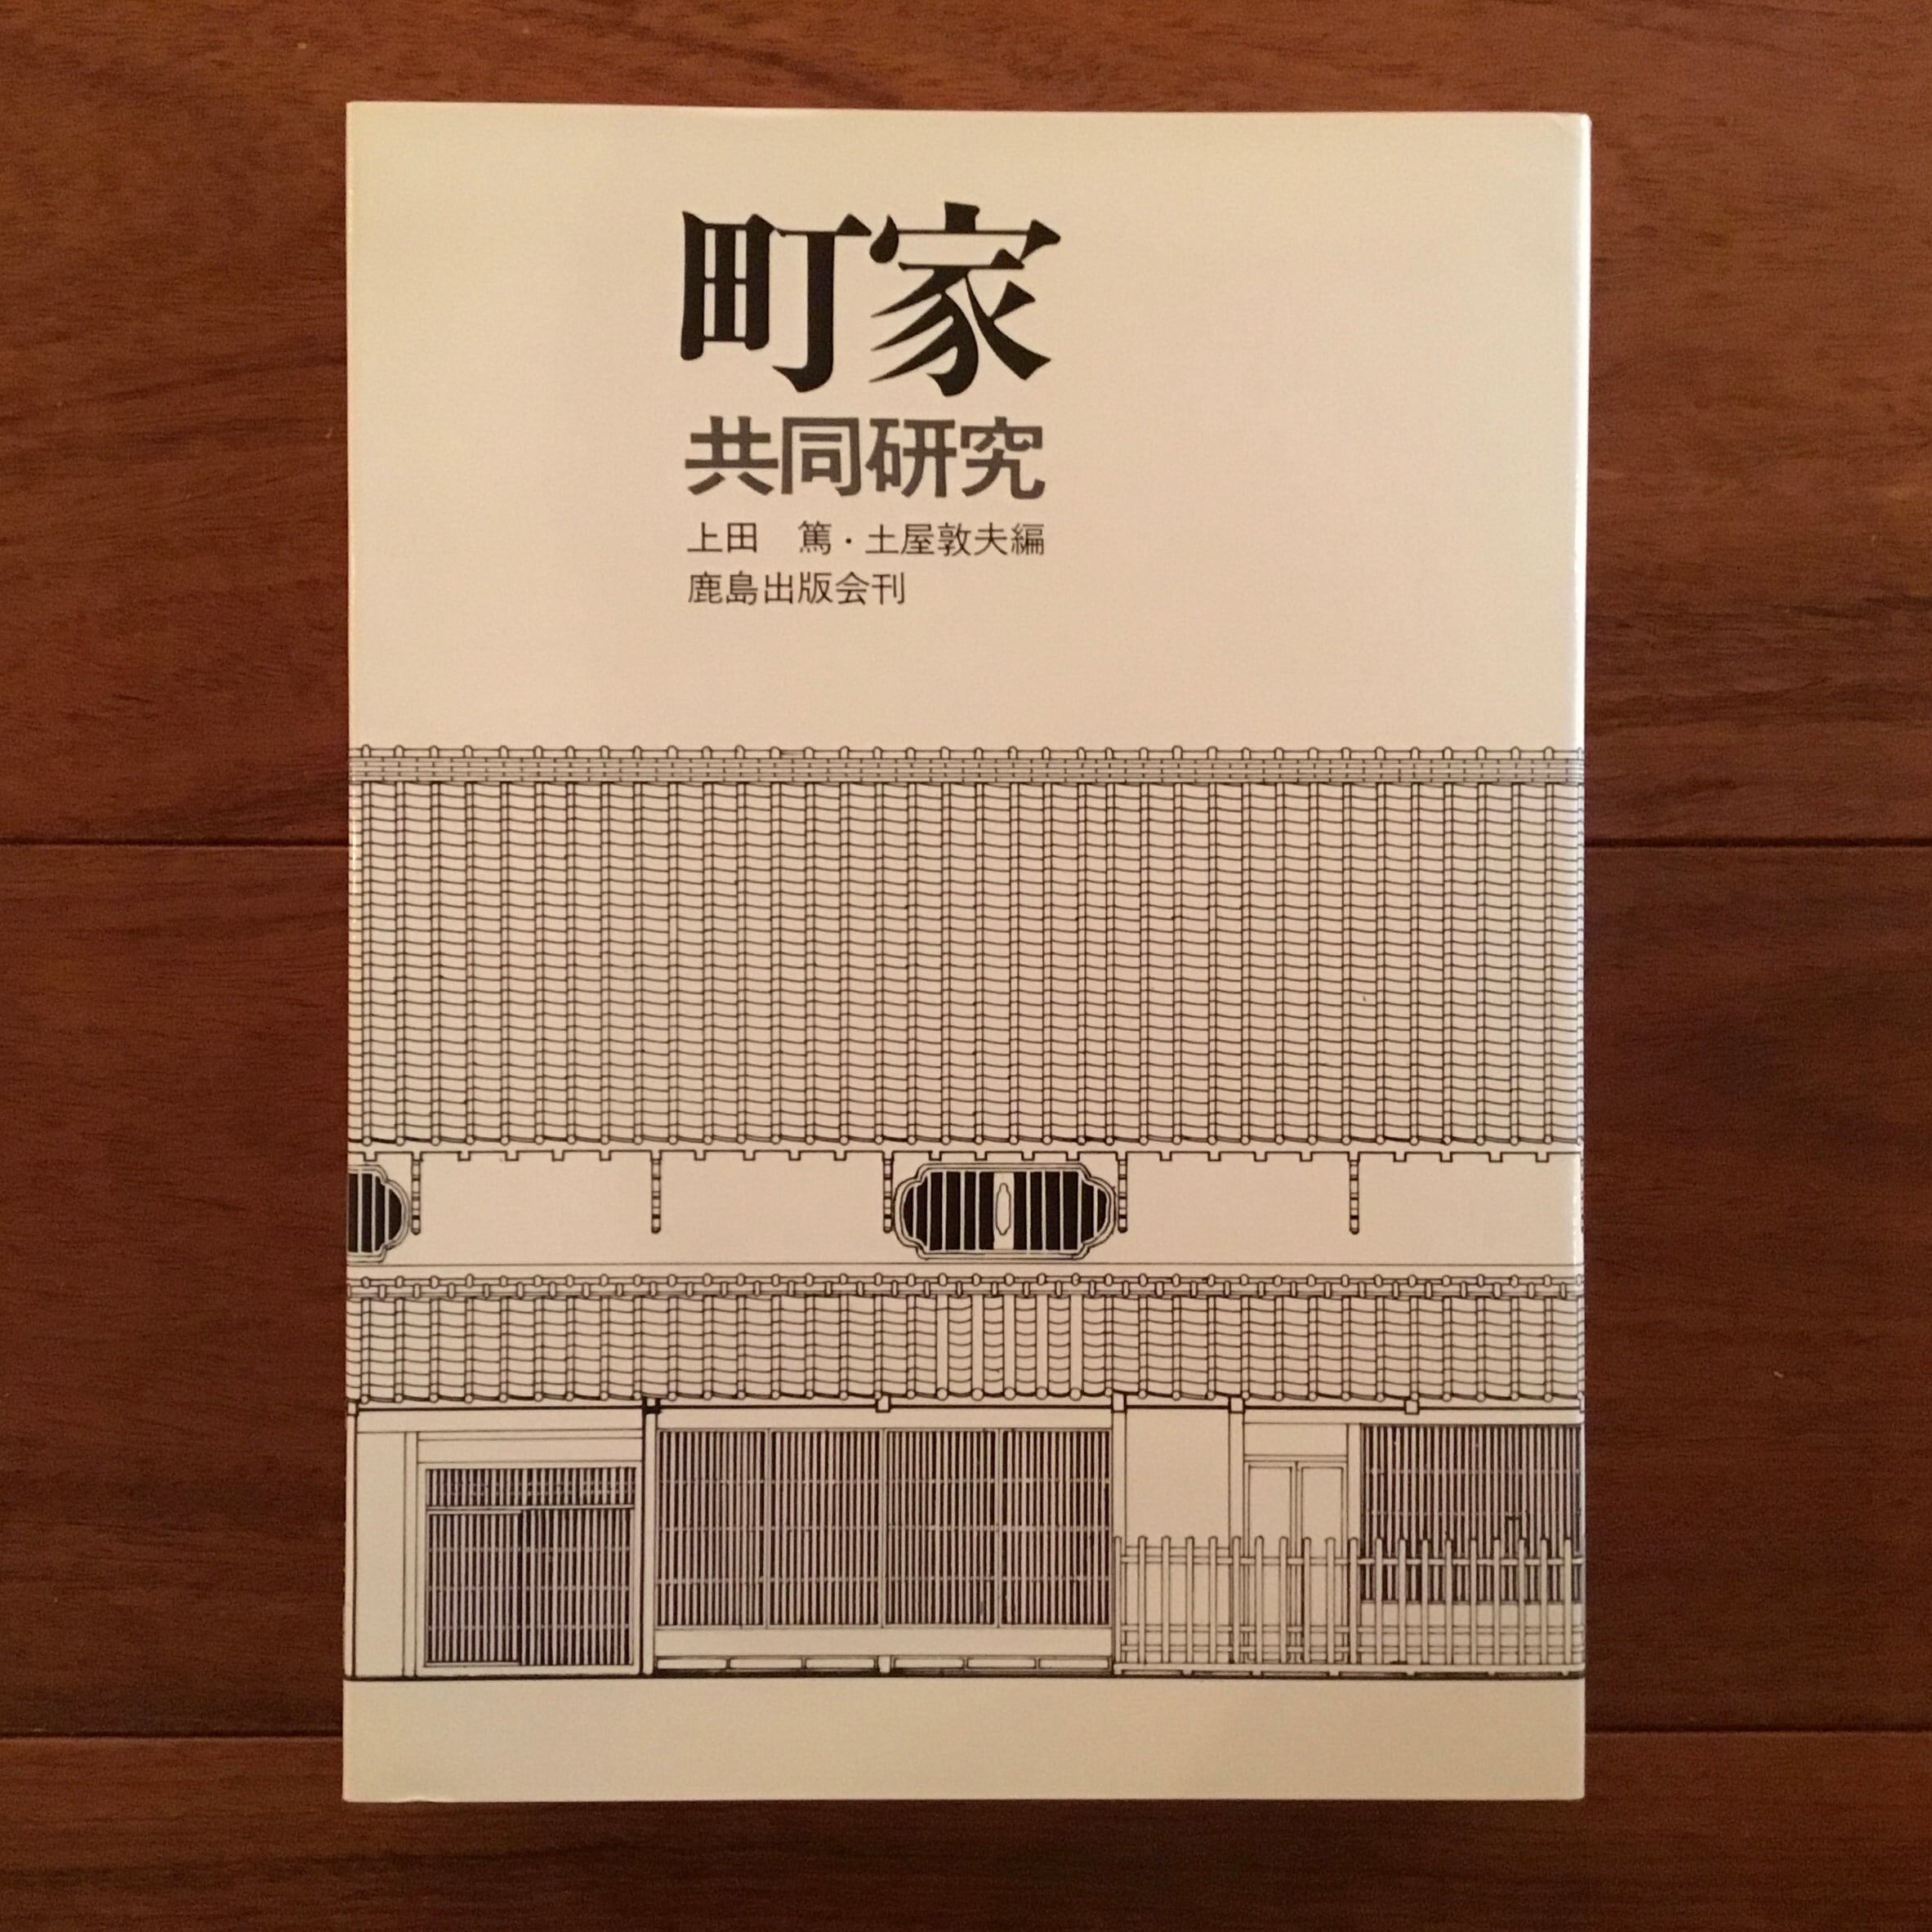 町家
共同研究
上田　篤・土屋敦夫編
鹿島出版会刊